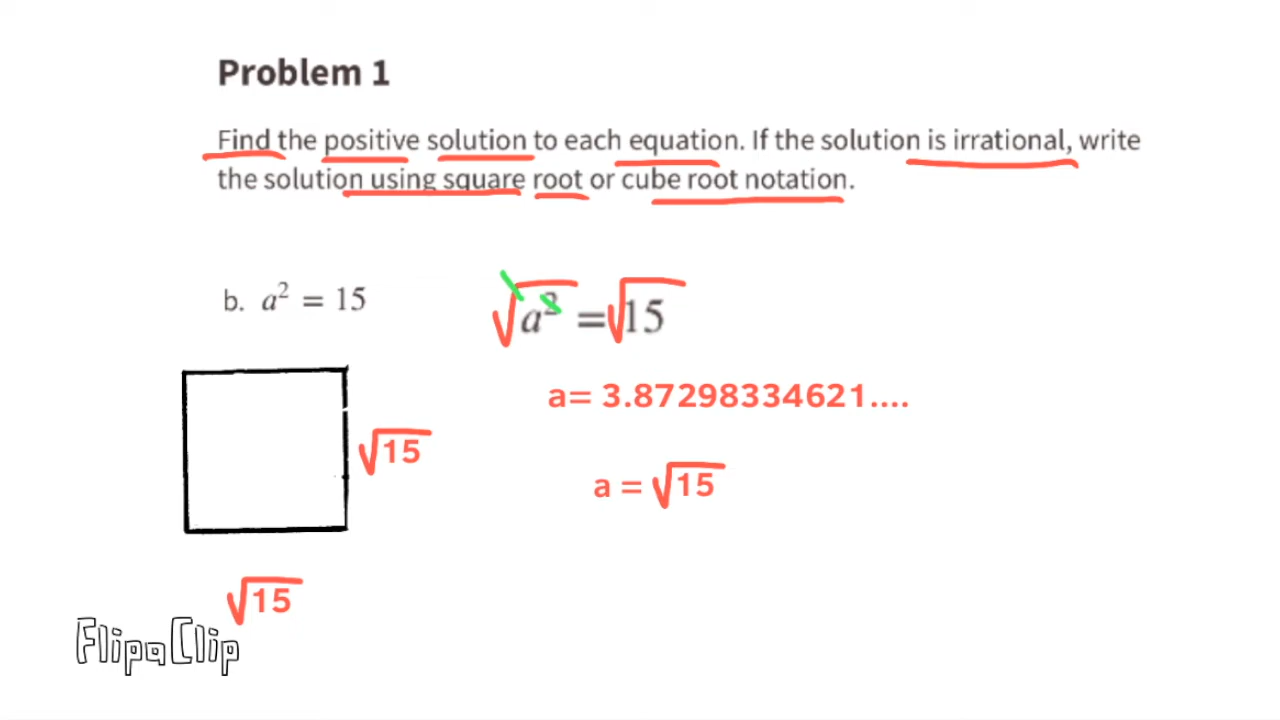 Problem 1
Find the positive solution to each equation. If the solution is irrational, write
the solution using square root or cube root notation.
b. a² = 15
√a² = √15
a= 3.87298334621....
√15
a = √15
√15
FlipaClip